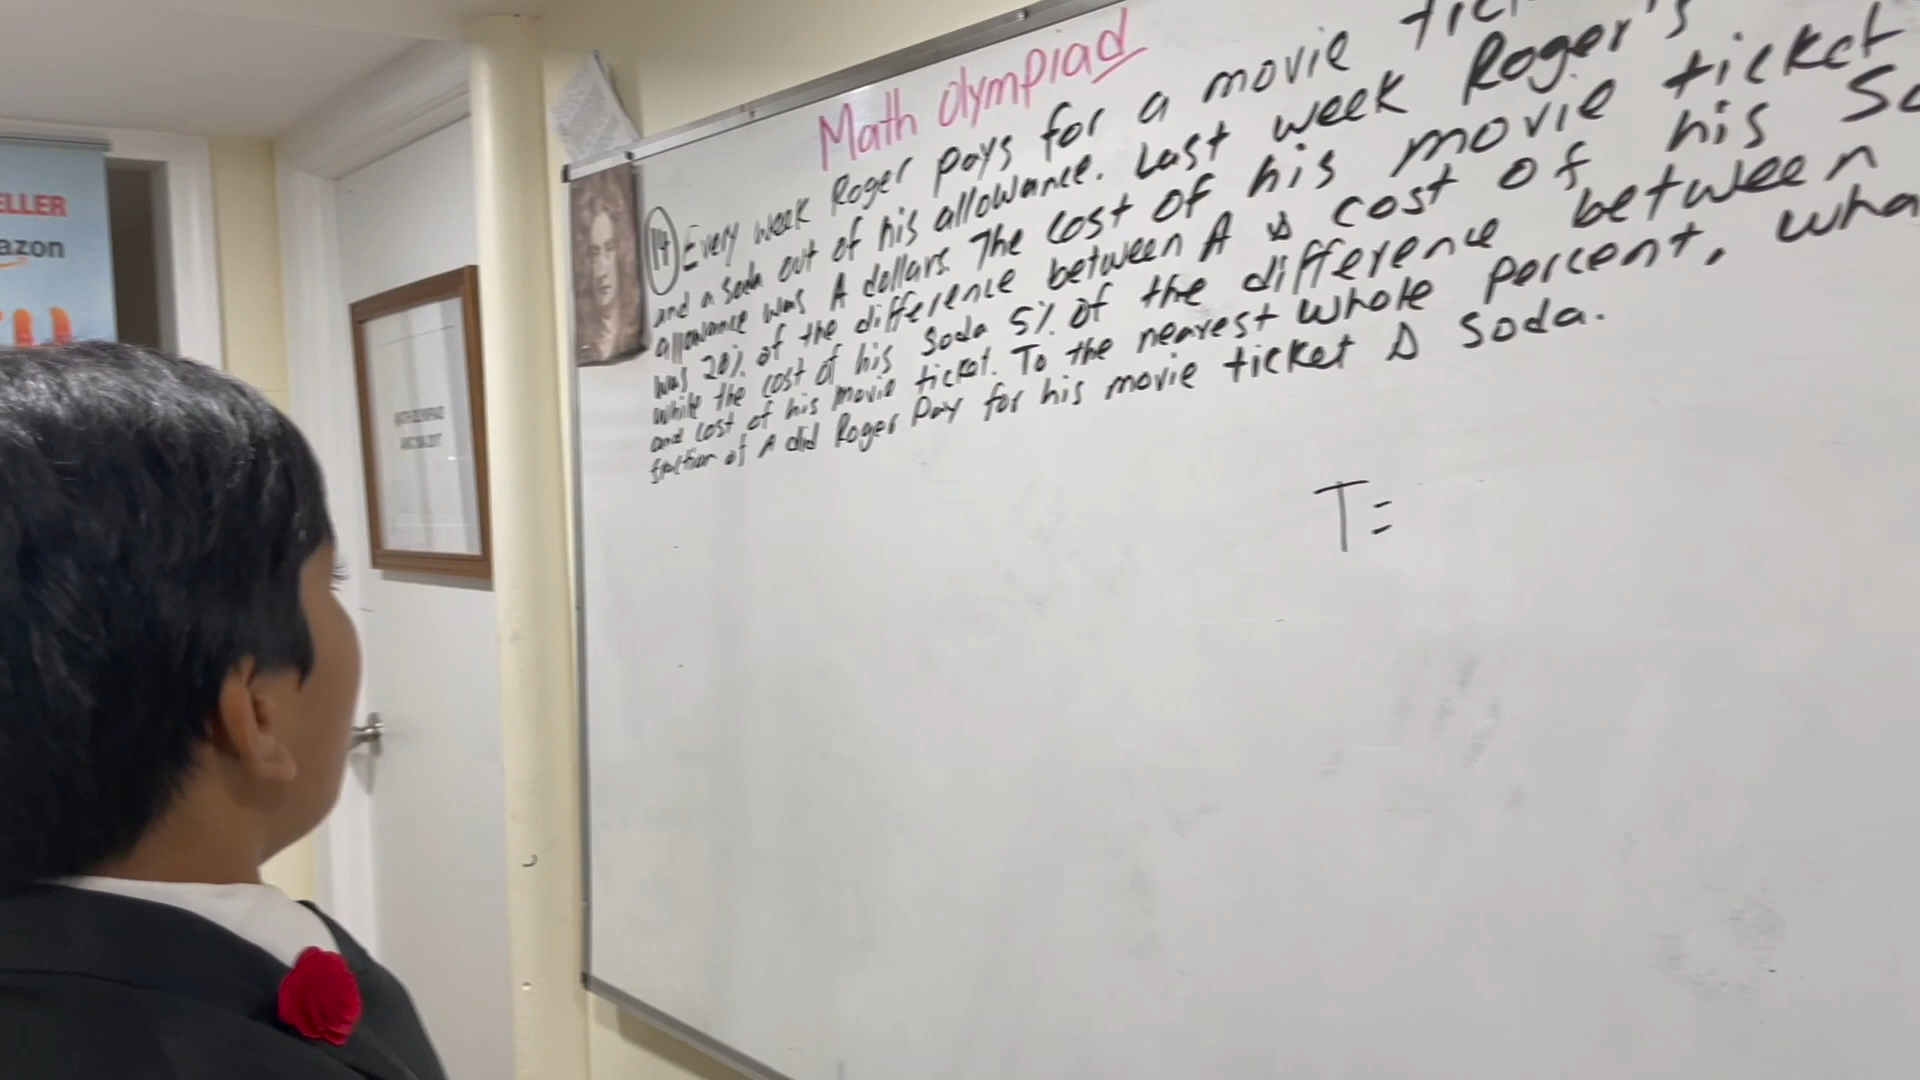 ELLER
azon
Math Olympiad
14 Every week Roger pays for a movie
and a soda out of his allowance. Last week Roger's
allowance was A dollars. The cost of his movie ticket
was 20% of the difference between A & cost of his
while the cost of his soda 5% of the difference between
and cost of his movie ticket. To the nearest whole percent,
fraction of A did Roger Pay for his movie ticket & soda.
T=